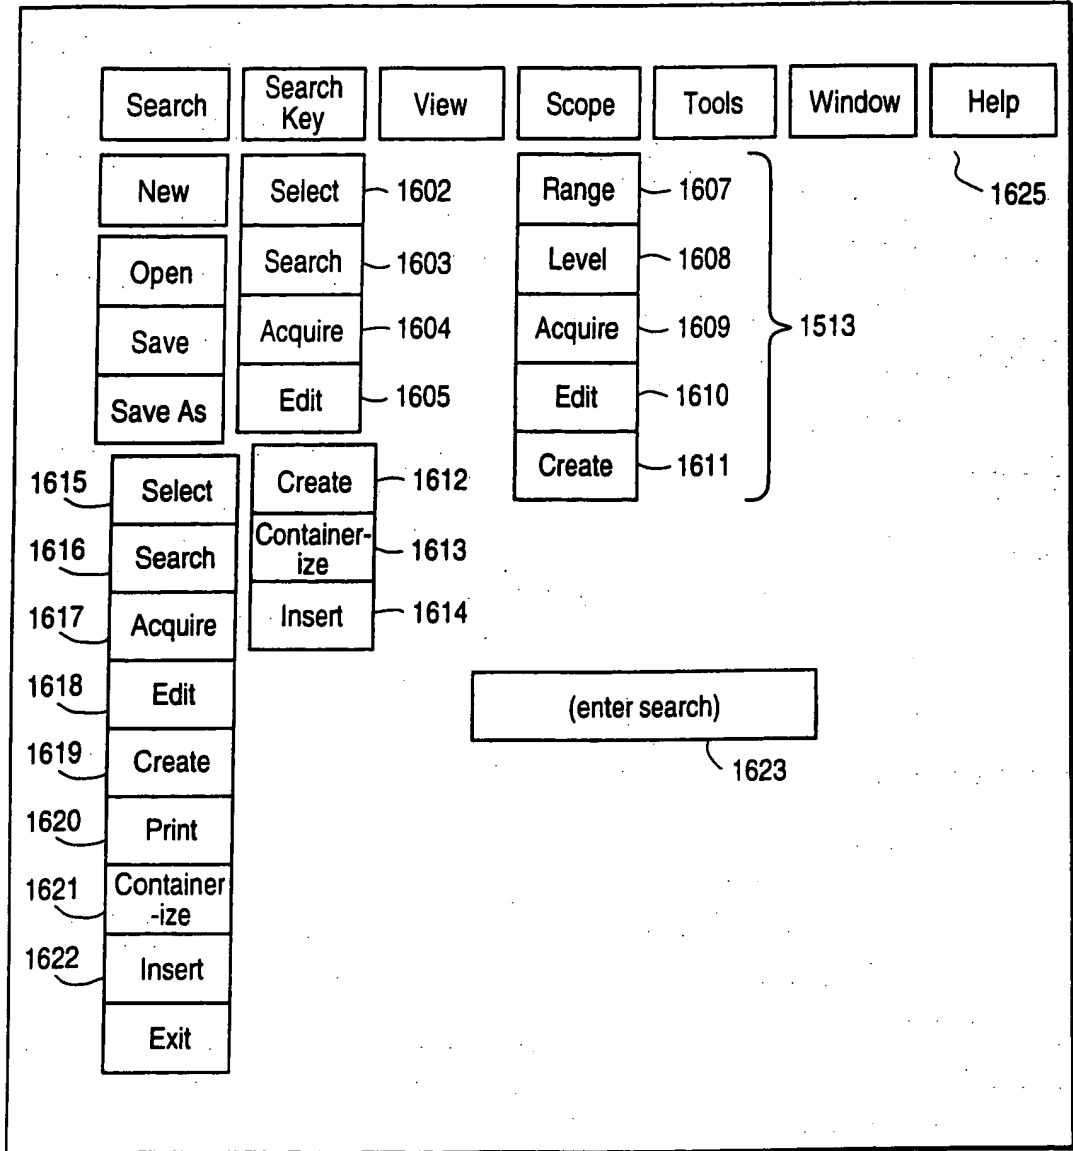 Search
Search
Key
View
Scope
Tools
Window
Help
New
Select
1602
Range
1607
1625
Open
Search
1603
Level
1608
Save
Acquire
1604
Acquire
1609
1513
Save As
Edit
1605
Edit
1610
1615
Select
Create
1612
Create
1611
1616
Search
Container-
ize
1613
1617
Acquire
Insert
1614
1618
Edit
(enter search)
1623
1619
Create
1620
Print
1621
Container
-ize
1622
Insert
Exit